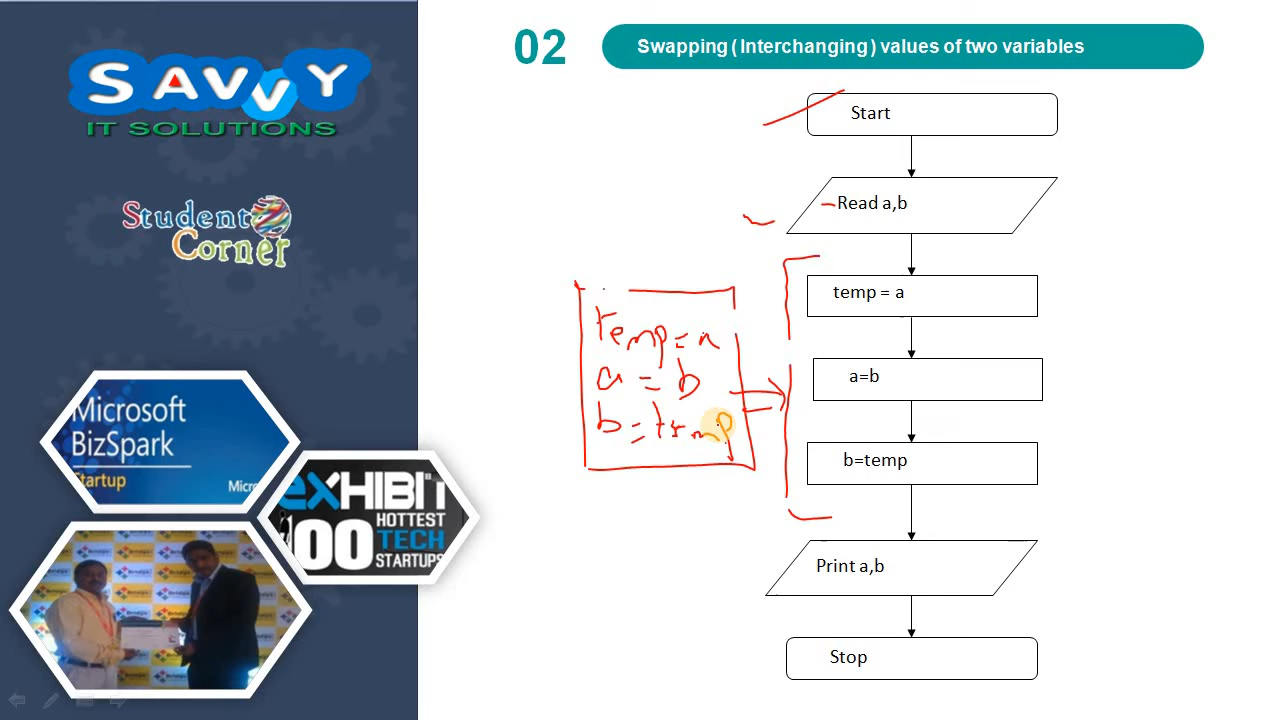 SAVVY
IT SOLUTIONS
Student
Corner
Microsoft
BizSpark
Startup
Micr
eXHIBIT
100
HOTTEST
TECH
STARTUPS
02
Swapping ( Interchanging ) values of two variables
Start
Read a,b
temp = a
a=b
b=temp
Print a,b
Stop
temp=a
a = b
b=temp